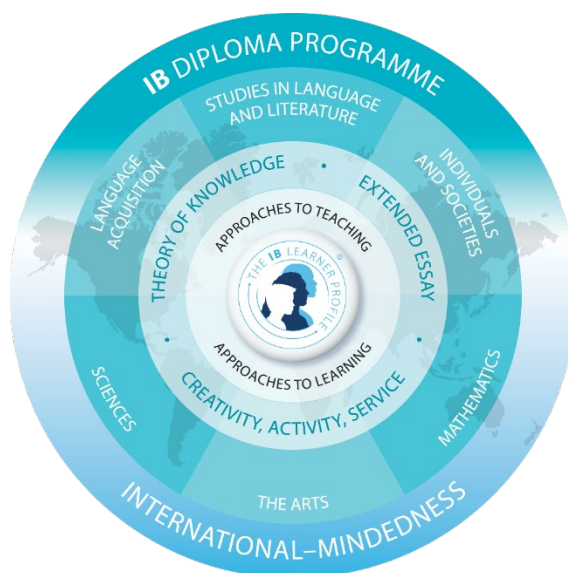 IB DIPLOMA PROGRAMME
STUDIES IN LANGUAGE
AND LITERATURE
LANGUAGE
ACQUISITION
INDIVIDUALS
AND SOCIETIES
THEORY OF KNOWLEDGE
•
EXTENDED ESSAY
APPROACHES TO TEACHING
THE IB LEARNER PROFILE
®
APPROACHES TO LEARNING
•
•
CREATIVITY, ACTIVITY, SERVICE
SCIENCES
MATHEMATICS
THE ARTS
INTERNATIONAL–MINDEDNESS